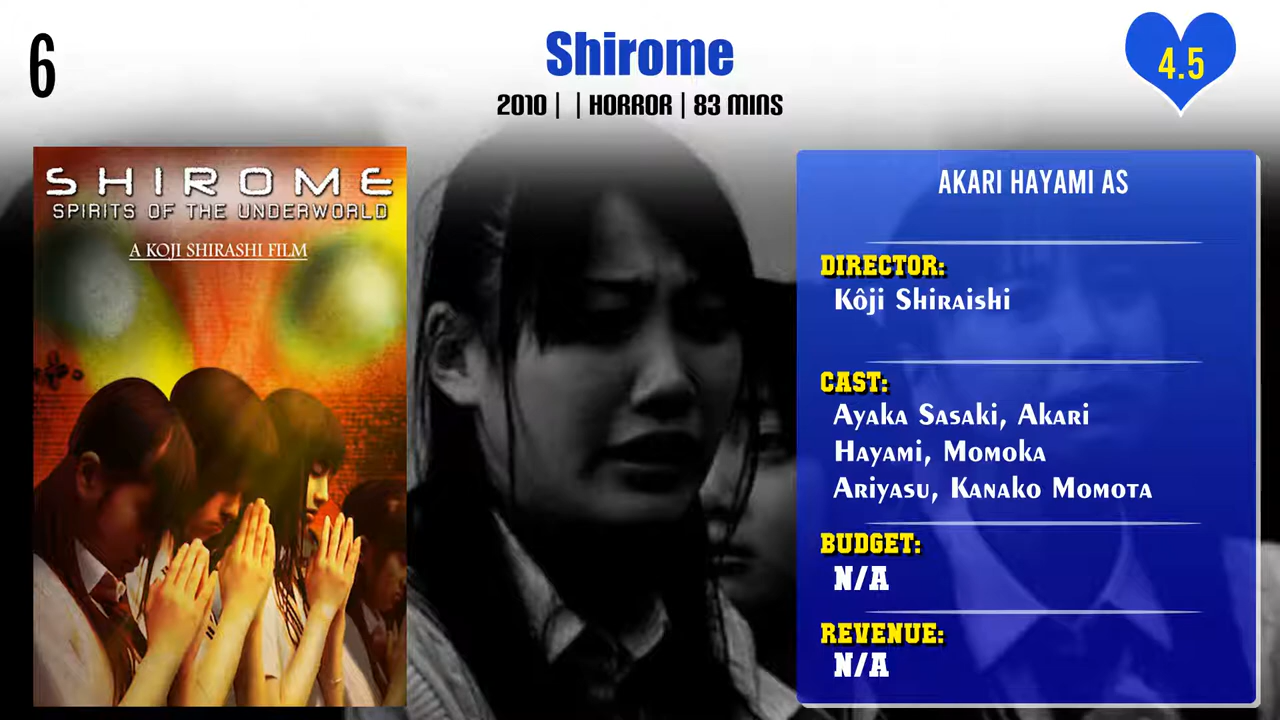 6
Shirome
2010 | | HORROR | 83 MINS
4.5
SHIROME
SPIRITS OF THE UNDERWORLD
A KOJI SHIRASHI FILM
AKARI HAYAMI AS
DIRECTOR:
Kôji Shiraishi
CAST:
Ayaka Sasaki, Akari
Hayami, Momoka
Ariyasu, Kanako Momota
BUDGET:
N/A
REVENUE:
N/A